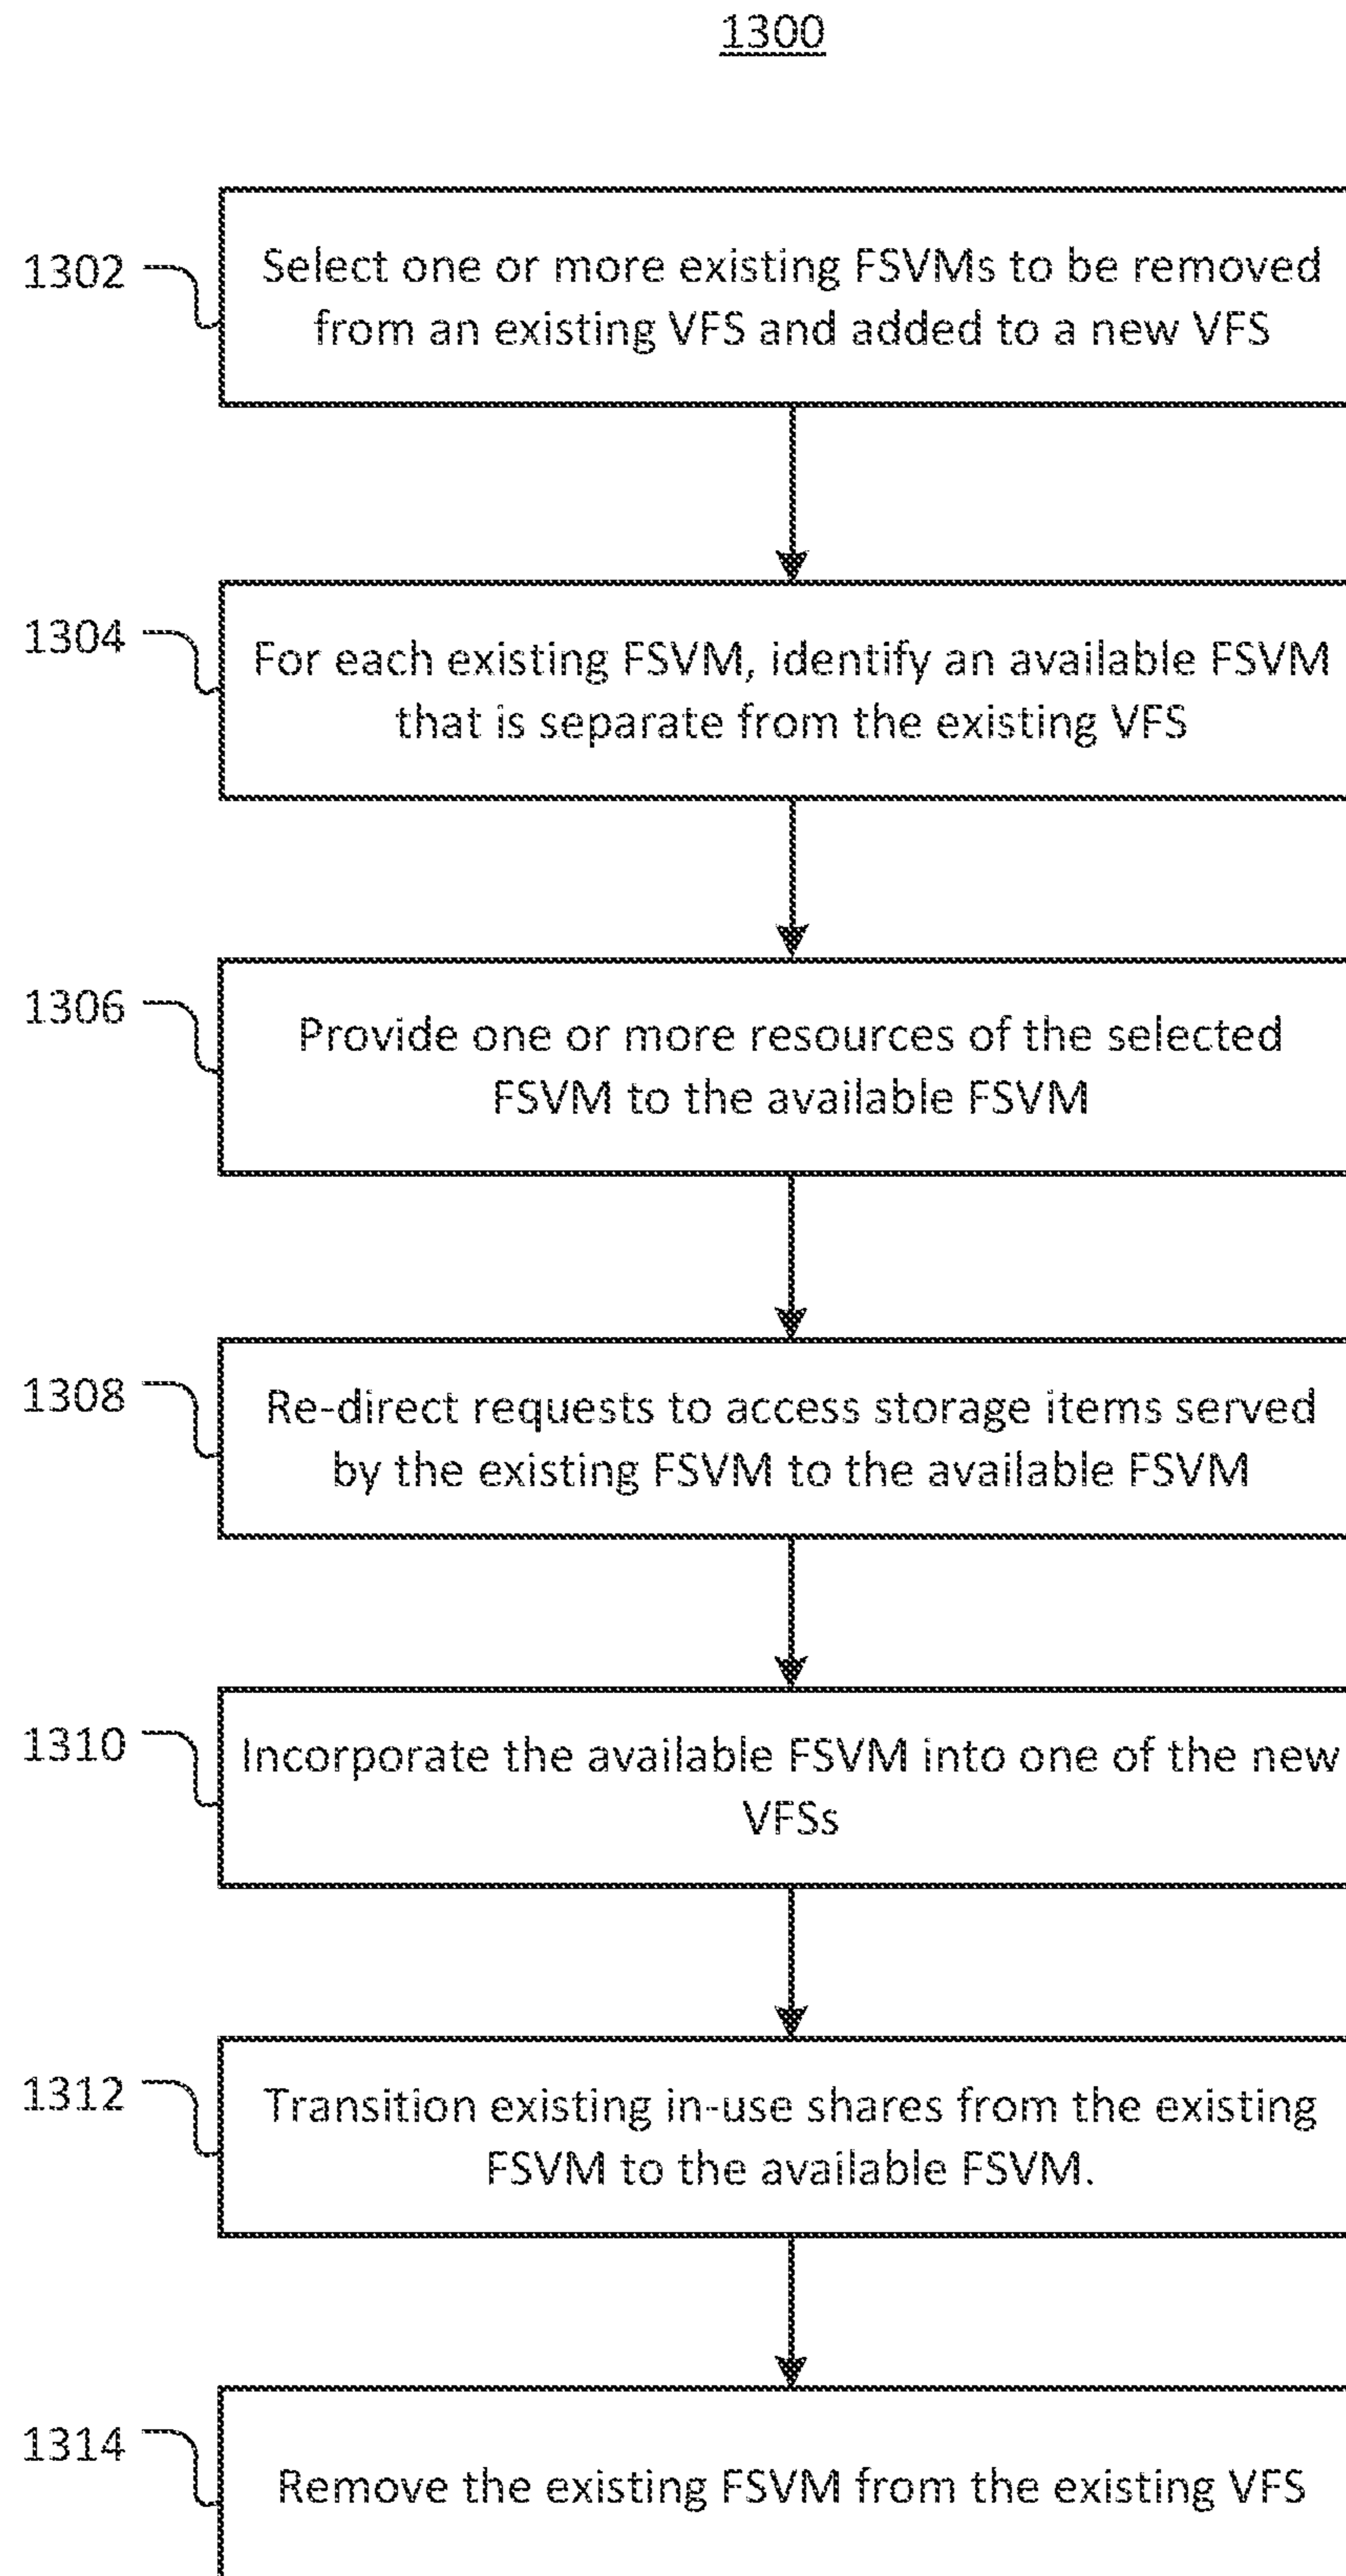 1300
1302
Select one or more existing FSVMs to be removed
from an existing VFS and added to a new VFS
1304
For each existing FSVM, identify an available FSVM
that is separate from the existing VFS
1306
Provide one or more resources of the selected
FSVM to the available FSVM
1308
Re-direct requests to access storage items served
by the existing FSVM to the available FSVM
1310
Incorporate the available FSVM into one of the new
VFSs
1312
Transition existing in-use shares from the existing
FSVM to the available FSVM.
1314
Remove the existing FSVM from the existing VFS